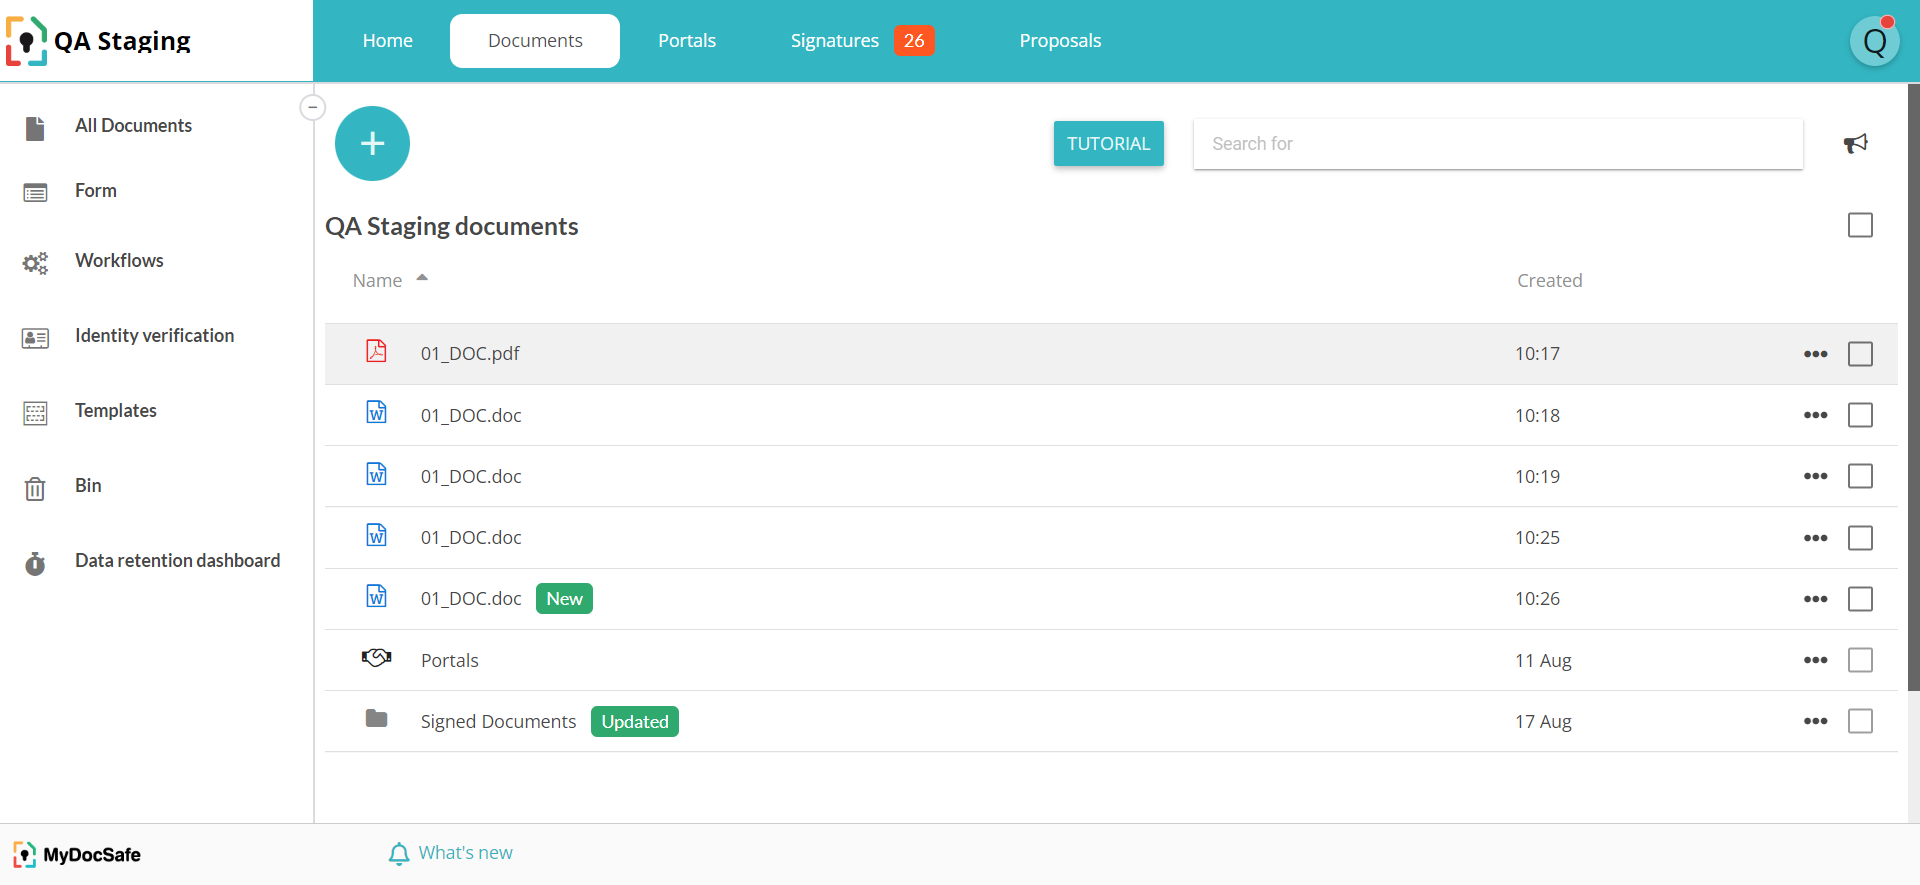 QA Staging
Home
Documents
Portals
Signatures 26
Proposals
Q
All Documents
Form
Workflows
Identity verification
Templates
Bin
Data retention dashboard
TUTORIAL
Search for
QA Staging documents
Name
Created
01_DOC.pdf 10:17
01_DOC.doc 10:18
01_DOC.doc 10:19
01_DOC.doc 10:25
01_DOC.doc New 10:26
Portals 11 Aug
Signed Documents Updated 17 Aug
MyDocSafe
What's new